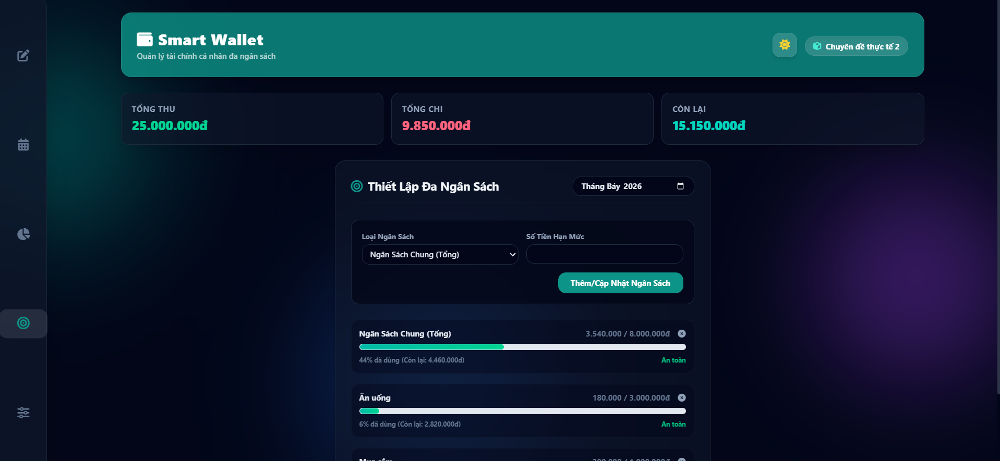 Smart Wallet
Quản lý tài chính cá nhân đa ngân sách
Chuyên đề thực tế 2
TỔNG THU
25.000.000đ
TỔNG CHI
9.850.000đ
CÒN LẠI
15.150.000đ
Thiết Lập Đa Ngân Sách
Tháng Bảy 2026
Loại Ngân Sách
Số Tiền Hạn Mức
Ngân Sách Chung (Tổng)
Thêm/Cập Nhật Ngân Sách
Ngân Sách Chung (Tổng)
3.540.000 / 8.000.000đ
44% đã dùng (Còn lại: 4.460.000đ)
An toàn
Ăn uống
180.000 / 3.000.000đ
6% đã dùng (Còn lại: 2.820.000đ)
An toàn